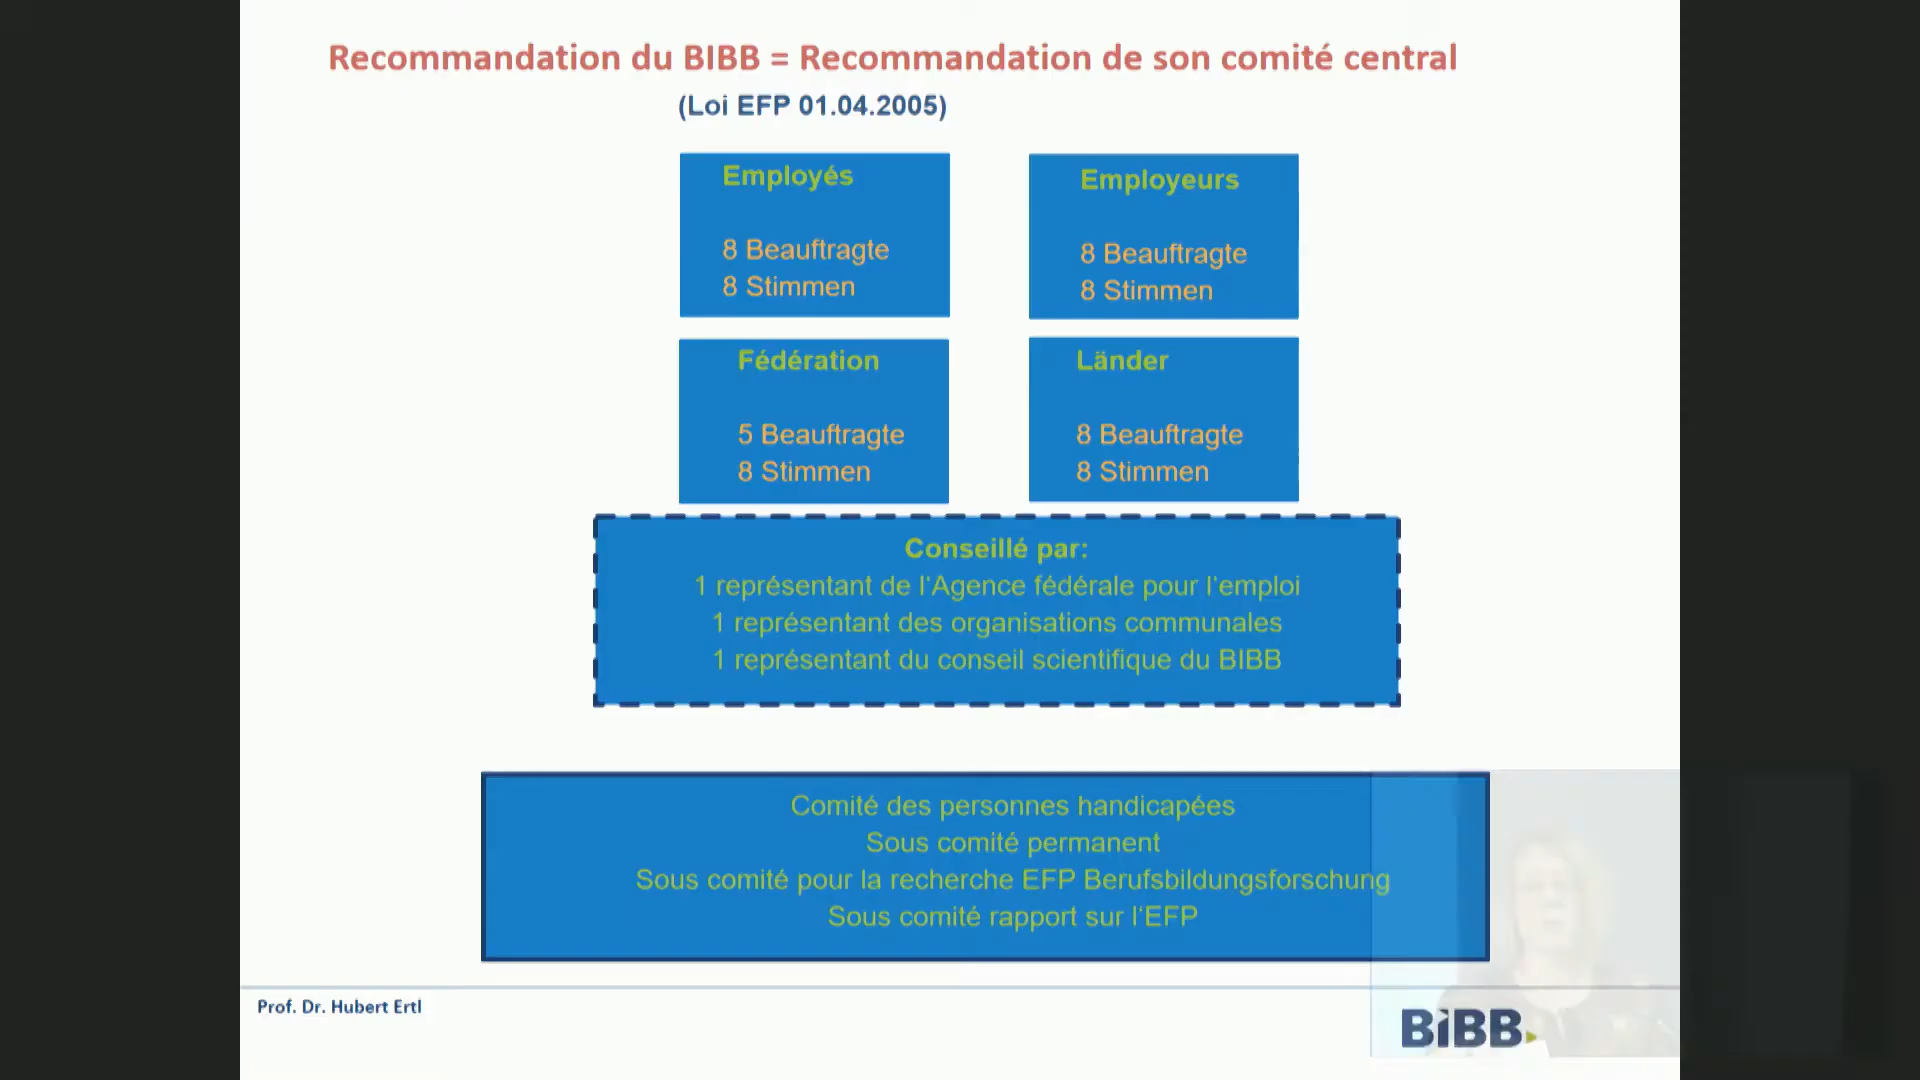 Recommandation du BIBB = Recommandation de son comité central
(Loi EFP 01.04.2005)
Employés
8 Beauftragte
8 Stimmen
Employeurs
8 Beauftragte
8 Stimmen
Fédération
5 Beauftragte
8 Stimmen
Länder
8 Beauftragte
8 Stimmen
Conseillé par:
1 représentant de l‘Agence fédérale pour l‘emploi
1 représentant des organisations communales
1 représentant du conseil scientifique du BIBB
Comité des personnes handicapées
Sous comité permanent
Sous comité pour la recherche EFP Berufsbildungsforschung
Sous comité rapport sur l‘EFP
Prof. Dr. Hubert Ertl
BiBB